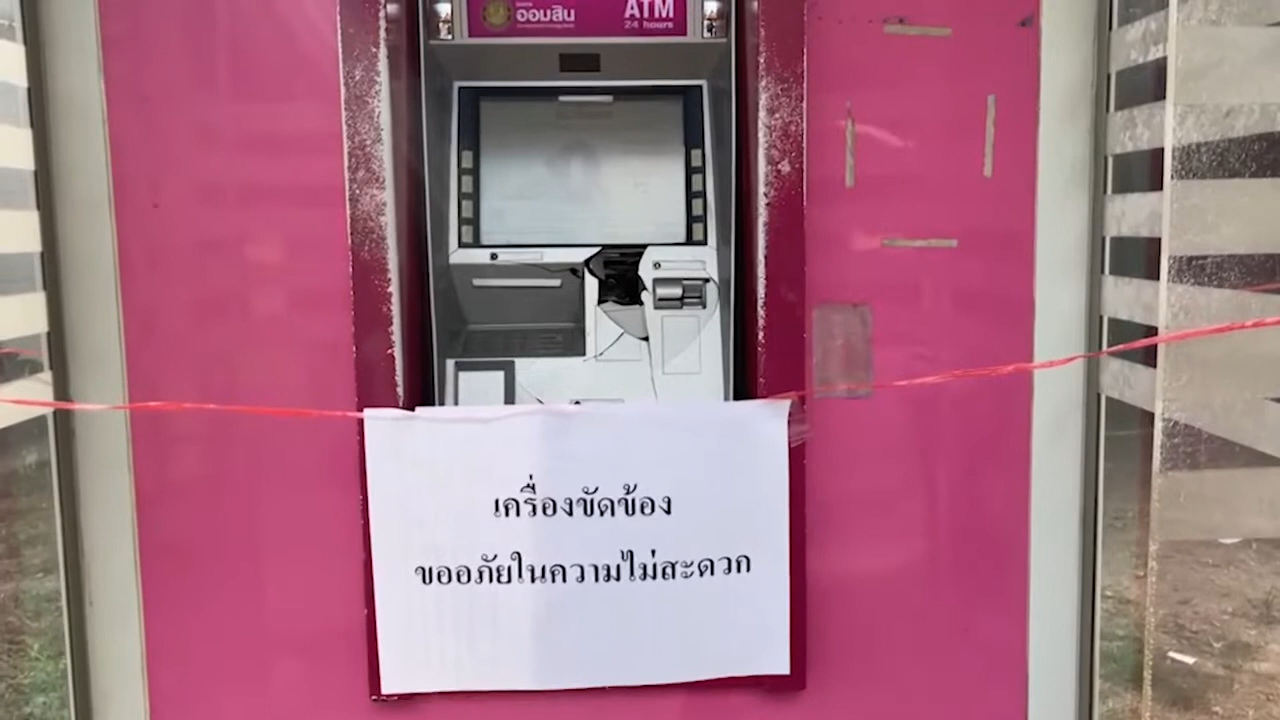 ออมสิน
ATM
24 hours
เครื่องขัดข้อง
ขออภัยในความไม่สะดวก